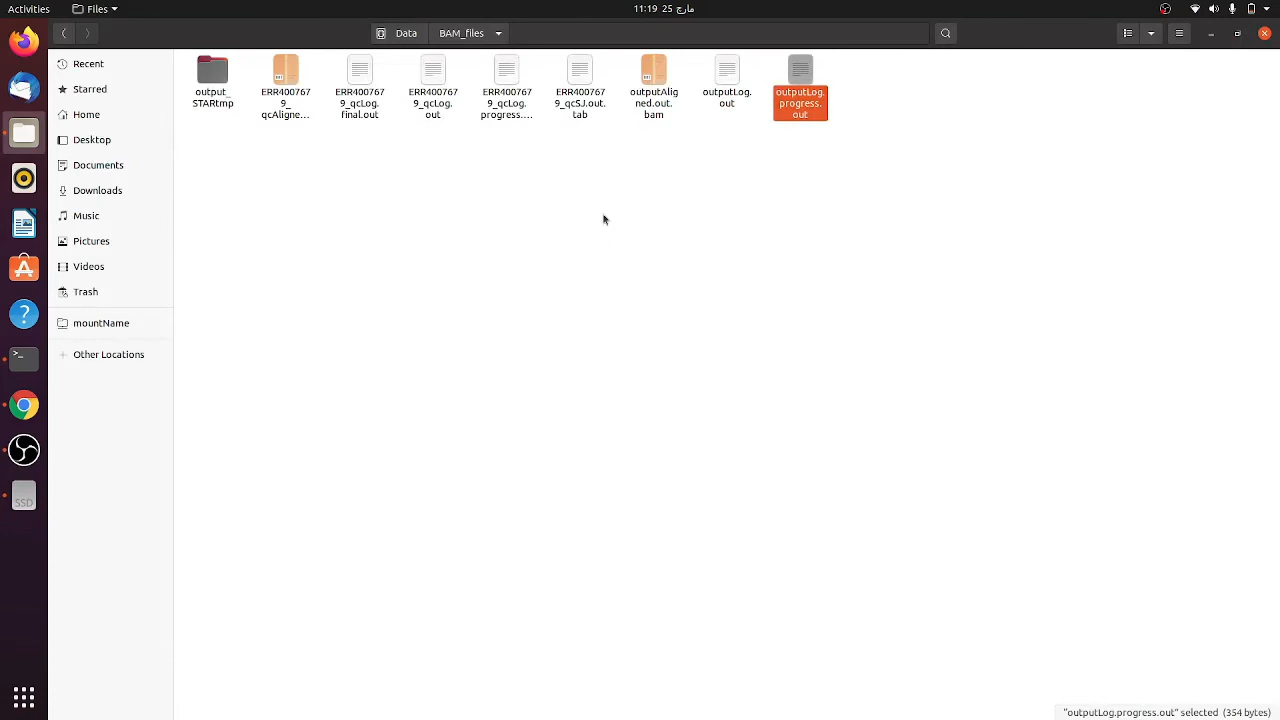 Activities
Files
11:19 25 مارچ
Data
BAM_files
Recent
Starred
Home
Desktop
Documents
Downloads
Music
Pictures
Videos
Trash
mountName
Other Locations
output_
STARtmp
ERR400767
9_
qcAligne...
ERR400767
9_qcLog.
final.out
ERR400767
9_qcLog.
out
ERR400767
9_qcLog.
progress....
ERR400767
9_qcSJ.out.
tab
outputAlig
ned.out.
bam
outputLog.
out
outputLog.
progress.
out
SSD
"outputLog.progress.out" selected (354 bytes)